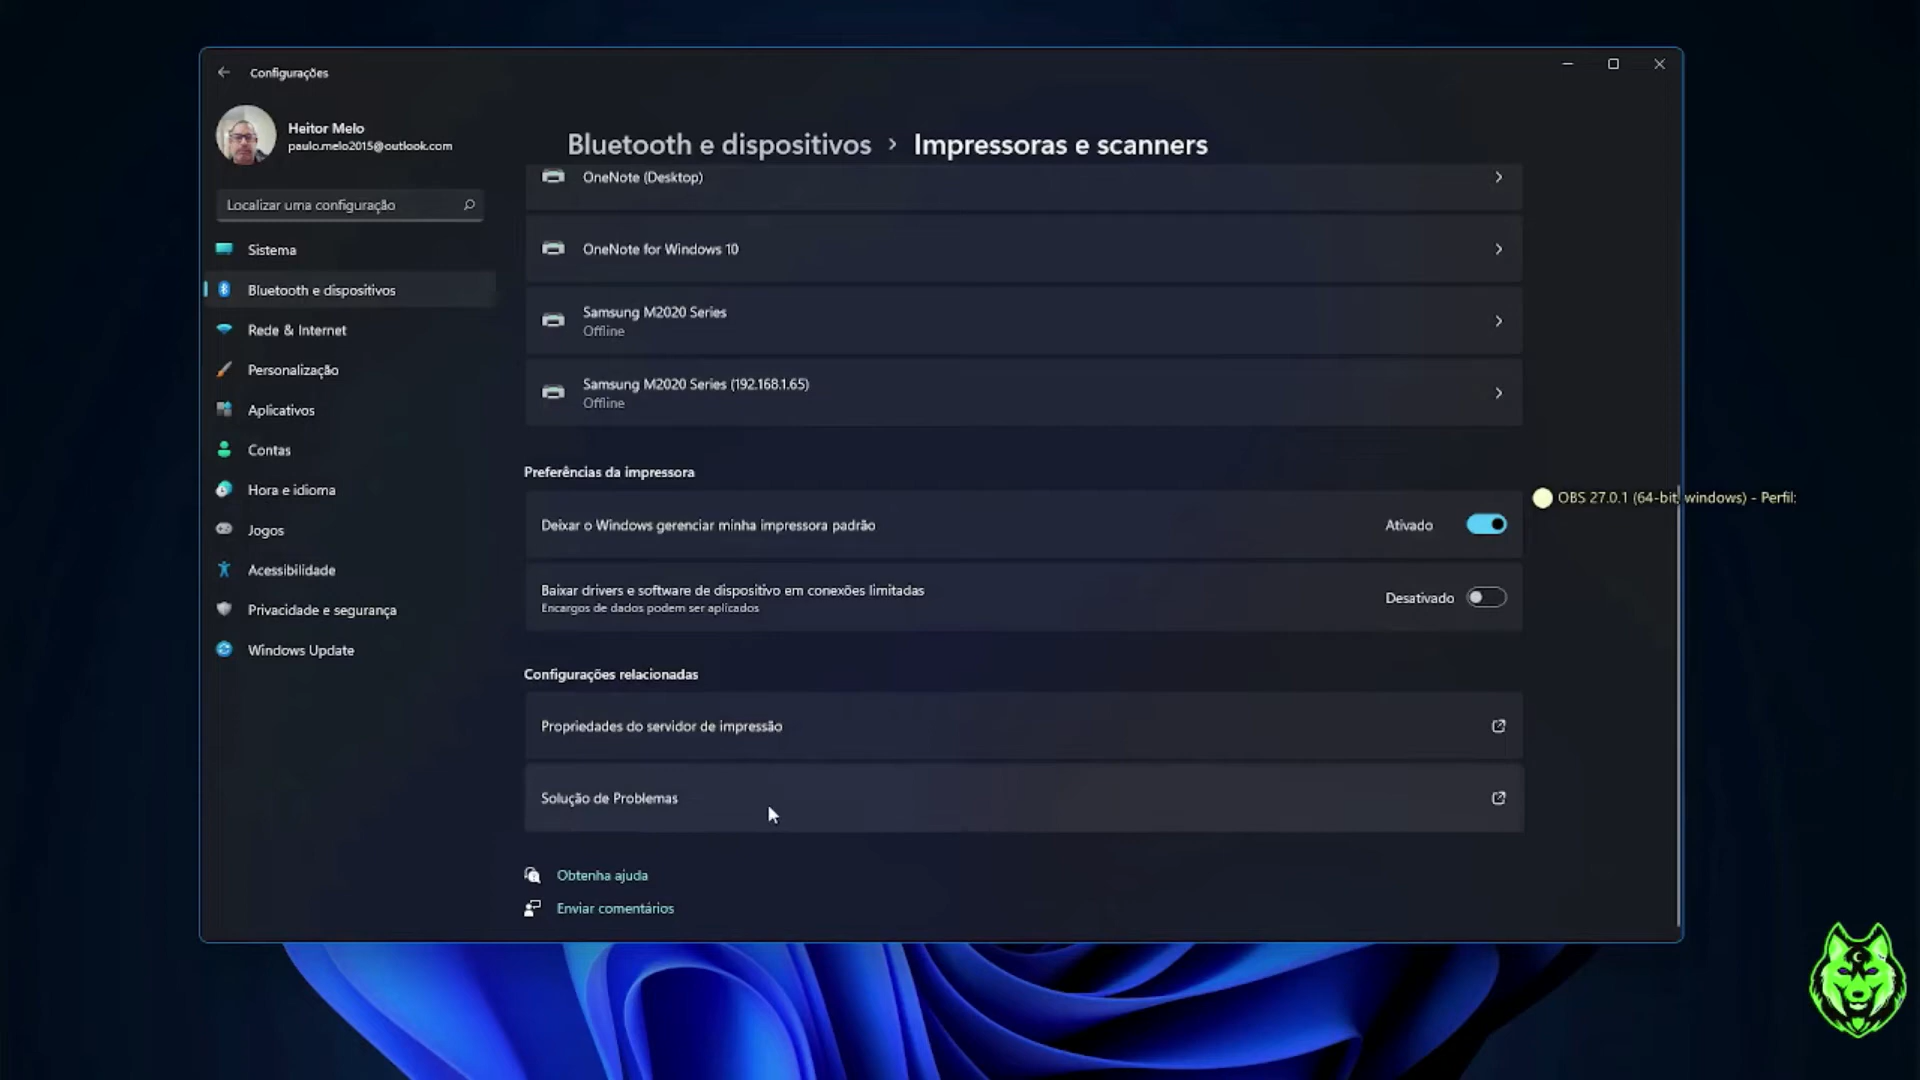 Configurações
Heitor Melo
paulo.melo2015@outlook.com
Localizar uma configuração
Sistema
Bluetooth e dispositivos
Rede & Internet
Personalização
Aplicativos
Contas
Hora e idioma
Jogos
Acessibilidade
Privacidade e segurança
Windows Update
Bluetooth e dispositivos › Impressoras e scanners
OneNote (Desktop)
OneNote for Windows 10
Samsung M2020 Series
Offline
Samsung M2020 Series (192.168.1.65)
Offline
Preferências da impressora
Deixar o Windows gerenciar minha impressora padrão
Ativado
Baixar drivers e software de dispositivo em conexões limitadas
Encargos de dados podem ser aplicados
Desativado
Configurações relacionadas
Propriedades do servidor de impressão
Solução de Problemas
Obtenha ajuda
Enviar comentários
OBS 27.0.1 (64-bit, windows) - Perfil: